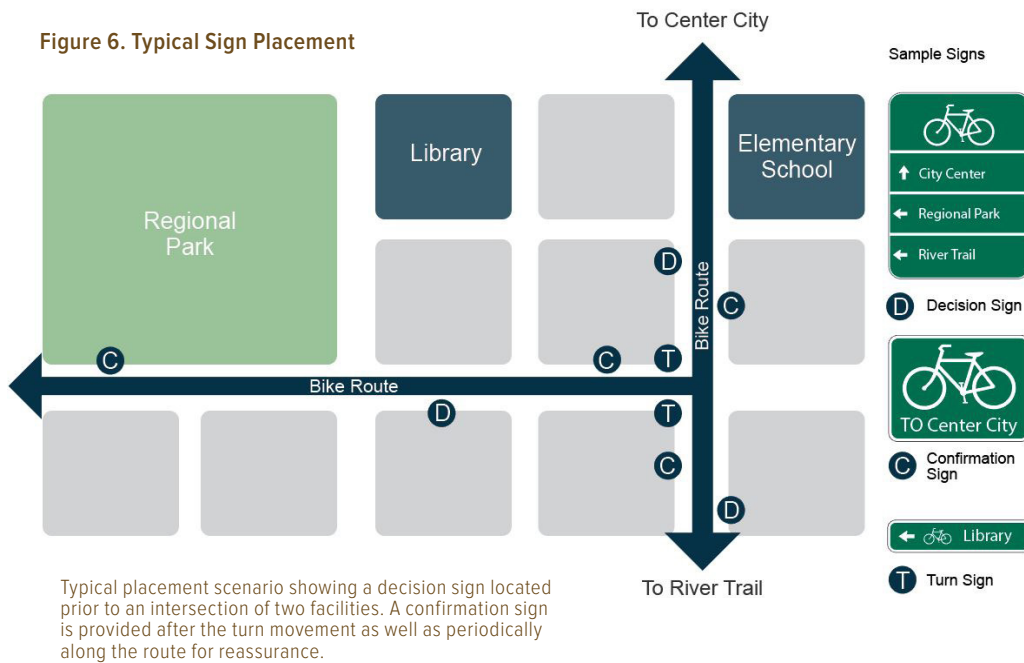 Figure 6. Typical Sign Placement
To Center City
Sample Signs
Regional
Park
Library
Elementary
School
City Center
Regional Park
River Trail
D
D Decision Sign
Bike Route
C
C
C
T
Bike Route
D
T
TO Center City
C
C Confirmation
Sign
D
Library
T Turn Sign
To River Trail
Typical placement scenario showing a decision sign located
prior to an intersection of two facilities. A confirmation sign
is provided after the turn movement as well as periodically
along the route for reassurance.